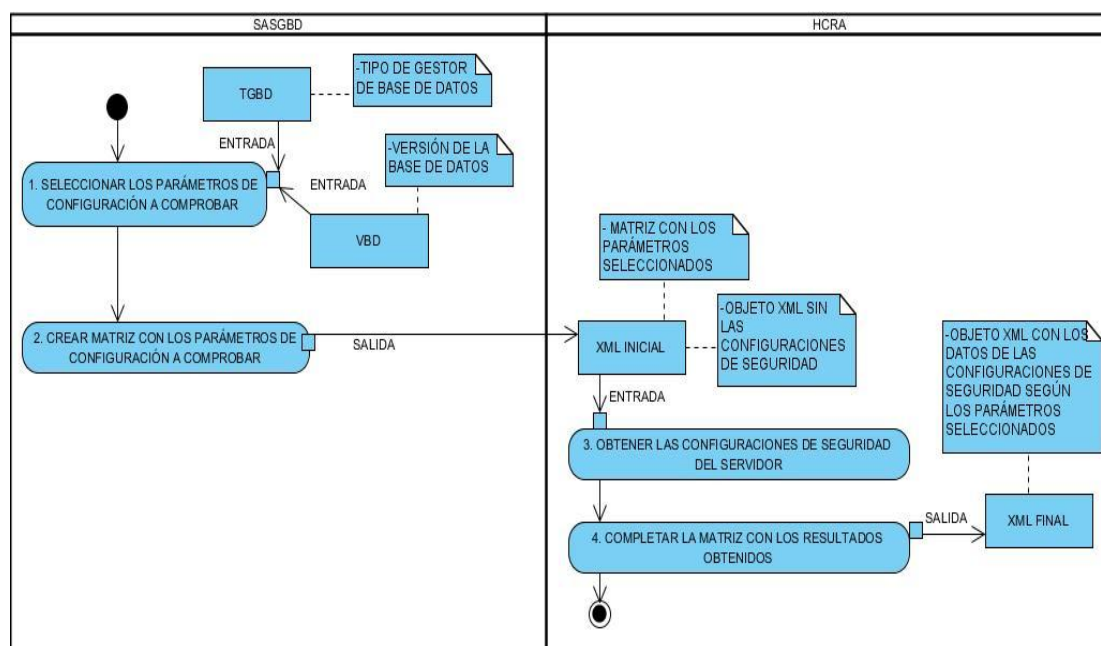 SASGBD
HCRA
TGBD
-TIPO DE GESTOR
DE BASE DE DATOS
ENTRADA
-VERSIÓN DE LA
BASE DE DATOS
1. SELECCIONAR LOS PARÁMETROS DE
CONFIGURACIÓN A COMPROBAR
ENTRADA
VBD
- MATRIZ CON LOS
PARÁMETROS
SELECCIONADOS
2. CREAR MATRIZ CON LOS PARÁMETROS DE
CONFIGURACIÓN A COMPROBAR
SALIDA
XML INICIAL
-OBJETO XML SIN
LAS
CONFIGURACIONES
DE SEGURIDAD
-OBJETO XML CON LOS
DATOS DE LAS
CONFIGURACIONES DE
SEGURIDAD SEGÚN
LOS PARÁMETROS
SELECCIONADOS
ENTRADA
3. OBTENER LAS CONFIGURACIONES DE SEGURIDAD
DEL SERVIDOR
4. COMPLETAR LA MATRIZ CON LOS RESULTADOS
OBTENIDOS
SALIDA
XML FINAL